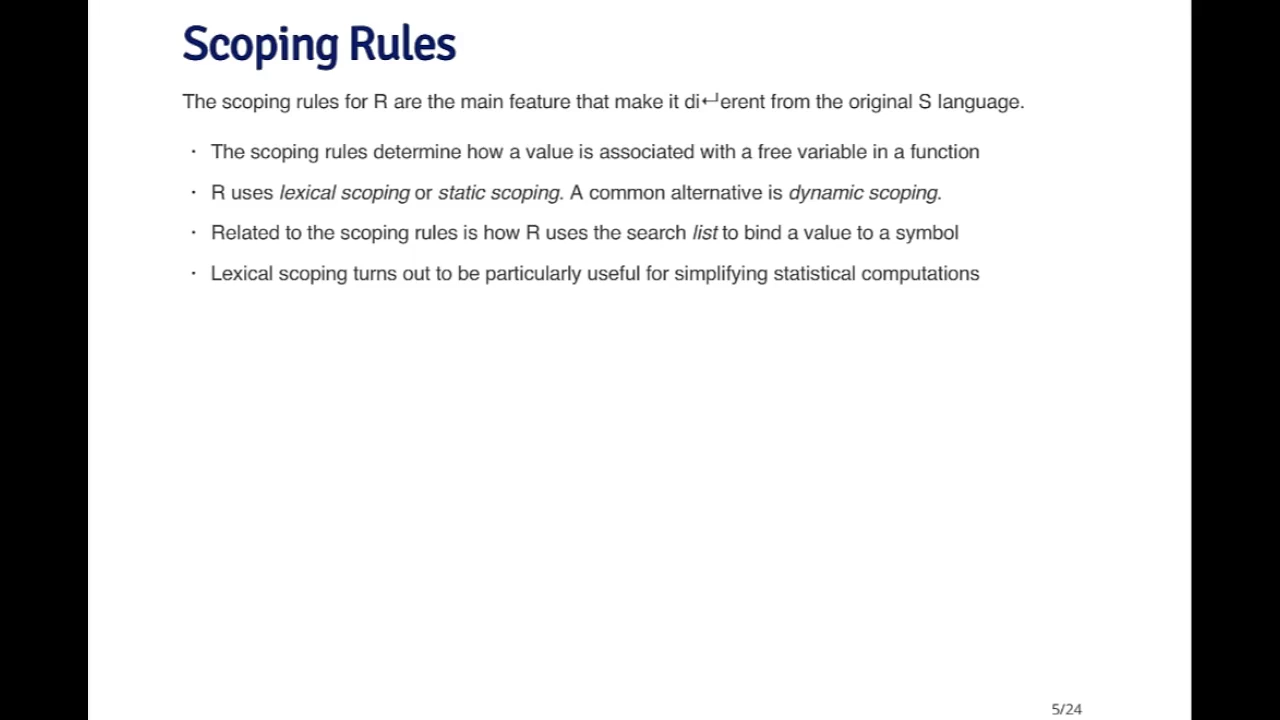 Scoping Rules
The scoping rules for R are the main feature that make it di↵erent from the original S language.
· The scoping rules determine how a value is associated with a free variable in a function
· R uses lexical scoping or static scoping. A common alternative is dynamic scoping.
· Related to the scoping rules is how R uses the search list to bind a value to a symbol
· Lexical scoping turns out to be particularly useful for simplifying statistical computations
5/24